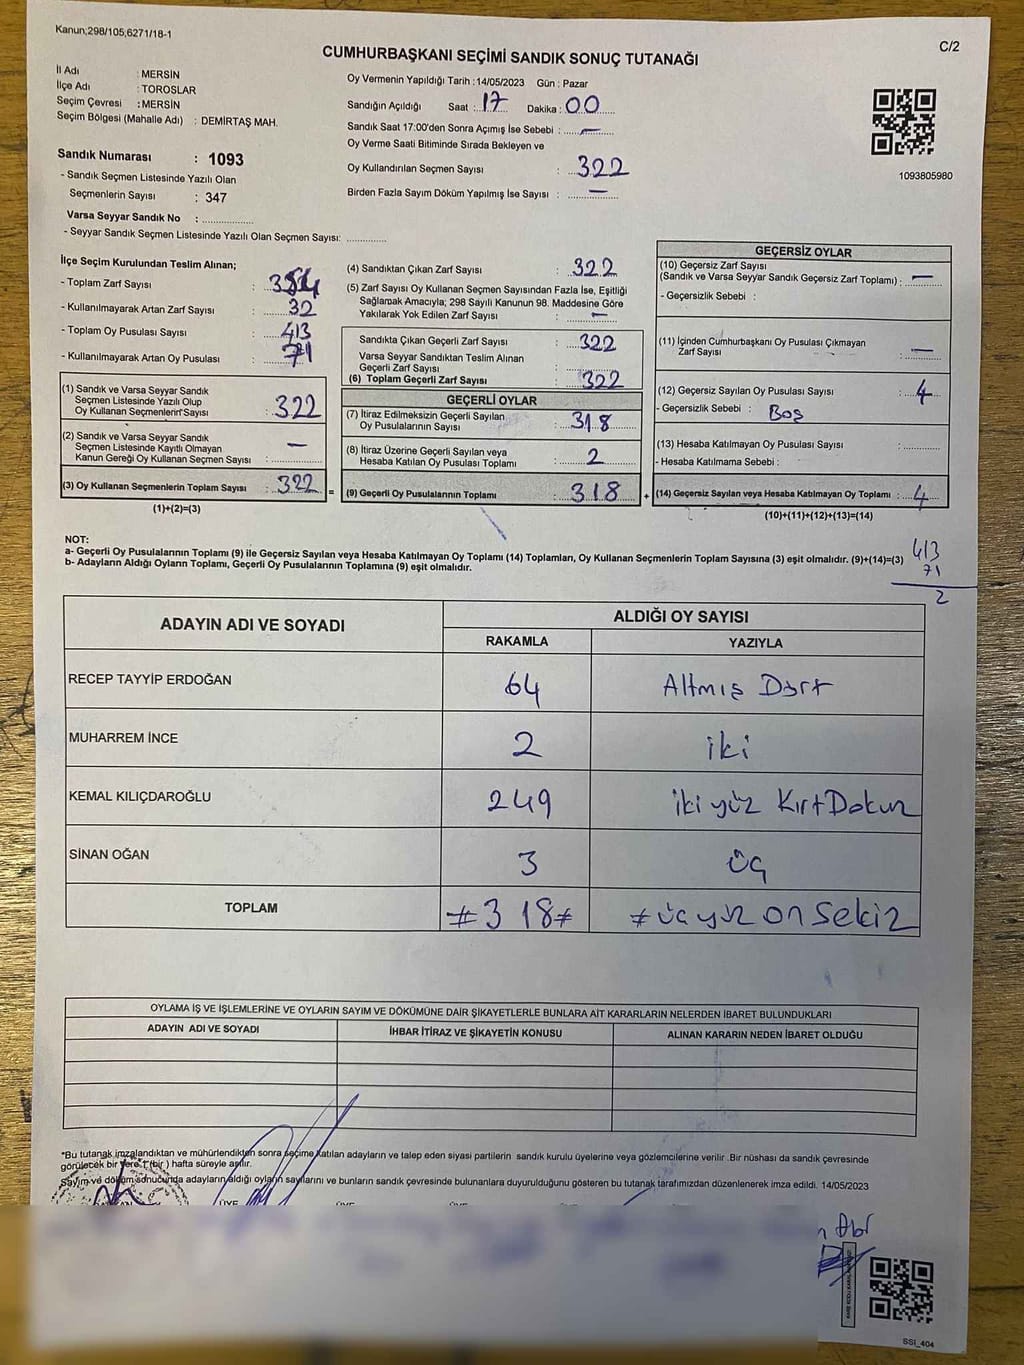 Kanun;298/105,6271/18-1
C/2
CUMHURBAŞKANI SEÇİMİ SANDIK SONUÇ TUTANAĞI
İl Adı : MERSİN
İlçe Adı : TOROSLAR
Seçim Çevresi : MERSİN
Seçim Bölgesi (Mahalle Adı) : DEMİRTAŞ MAH.
Sandık Numarası : 1093
- Sandık Seçmen Listesinde Yazılı Olan
Seçmenlerin Sayısı : 347
Varsa Seyyar Sandık No :
- Seyyar Sandık Seçmen Listesinde Yazılı Olan Seçmen Sayısı:
Oy Vermenin Yapıldığı Tarih : 14/05/2023 Gün : Pazar
Sandığın Açıldığı Saat : 17 Dakika : 00
Sandık Saat 17:00'den Sonra Açımış İse Sebebi : —
Oy Verme Saati Bitiminde Sırada Bekleyen ve
Oy Kullandırılan Seçmen Sayısı : 322
Birden Fazla Sayım Döküm Yapılmış İse Sayısı : —
1093805980
İlçe Seçim Kurulundan Teslim Alınan;
- Toplam Zarf Sayısı : 354
- Kullanılmayarak Artan Zarf Sayısı : 32
- Toplam Oy Pusulası Sayısı : 413
- Kullanılmayarak Artan Oy Pusulası : 71
(1) Sandık ve Varsa Seyyar Sandık
Seçmen Listesinde Yazılı Olup
Oy Kullanan Seçmenlerin Sayısı : 322
(2) Sandık ve Varsa Seyyar Sandık
Seçmen Listesinde Kayıtlı Olmayan
Kanun Gereği Oy Kullanan Seçmen Sayısı : —
(3) Oy Kullanan Seçmenlerin Toplam Sayısı : 322 =
(1)+(2)=(3)
(4) Sandıktan Çıkan Zarf Sayısı : 322
(5) Zarf Sayısı Oy Kullanan Seçmen Sayısından Fazla İse, Eşitliği
Sağlamak Amacıyla; 298 Sayılı Kanunun 98. Maddesine Göre
Yakılarak Yok Edilen Zarf Sayısı : —
Sandıkta Çıkan Geçerli Zarf Sayısı : 322
Varsa Seyyar Sandıktan Teslim Alınan
Geçerli Zarf Sayısı :
(6) Toplam Geçerli Zarf Sayısı : 322
GEÇERLİ OYLAR
(7) İtiraz Edilmeksizin Geçerli Sayılan
Oy Pusulalarının Sayısı : 318
(8) İtiraz Üzerine Geçerli Sayılan veya
Hesaba Katılan Oy Pusulası Toplamı : 2
(9) Geçerli Oy Pusulalarının Toplamı : 318 +
GEÇERSİZ OYLAR
(10) Geçersiz Zarf Sayısı
(Sandık ve Varsa Seyyar Sandık Geçersiz Zarf Toplamı) : —
- Geçersizlik Sebebi :
(11) İçinden Cumhurbaşkanı Oy Pusulası Çıkmayan
Zarf Sayısı : —
(12) Geçersiz Sayılan Oy Pusulası Sayısı : 4
- Geçersizlik Sebebi : Boş
(13) Hesaba Katılmayan Oy Pusulası Sayısı :
- Hesaba Katılmama Sebebi :
(14) Geçersiz Sayılan veya Hesaba Katılmayan Oy Toplamı : 4
(10)+(11)+(12)+(13)=(14)
NOT:
a- Geçerli Oy Pusulalarının Toplamı (9) ile Geçersiz Sayılan veya Hesaba Katılmayan Oy Toplamı (14) Toplamları, Oy Kullanan Seçmenlerin Toplam Sayısına (3) eşit olmalıdır. (9)+(14)=(3)
b- Adayların Aldığı Oyların Toplamı, Geçerli Oy Pusulalarının Toplamına (9) eşit olmalıdır.
413
71
2
ADAYIN ADI VE SOYADI ALDIĞI OY SAYISI
RAKAMLA YAZIYLA
RECEP TAYYİP ERDOĞAN 64 Altmış Dört
MUHARREM İNCE 2 iki
KEMAL KILIÇDAROĞLU 249 iki yüz KırtDokuz
SİNAN OĞAN 3 üç
TOPLAM #318# #üç yüz on sekiz
OYLAMA İŞ VE İŞLEMLERİNE VE OYLARIN SAYIM VE DÖKÜMÜNE DAİR ŞİKAYETLERLE BUNLARA AİT KARARLARIN NELERDEN İBARET BULUNDUKLARI
ADAYIN ADI VE SOYADI İHBAR İTİRAZ VE ŞİKAYETİN KONUSU ALINAN KARARIN NEDEN İBARET OLDUĞU
*Bu tutanak imzalandıktan ve mühürlendikten sonra seçime katılan adayların ve talep eden siyasi partilerin sandık kurulu üyelerine veya gözlemcilerine verilir .Bir nüshası da sandık çevresinde
görülecek bir yere 1 (bir ) hafta süreyle asılır.
Sayım ve döküm sonucunda adayların aldığı oyların sayılarını ve bunların sandık çevresinde bulunanlara duyurulduğunu gösteren bu tutanak tarafımızdan düzenlenerek imza edildi. 14/05/2023
ÜYE ÜYE ÜYE
SSI_404